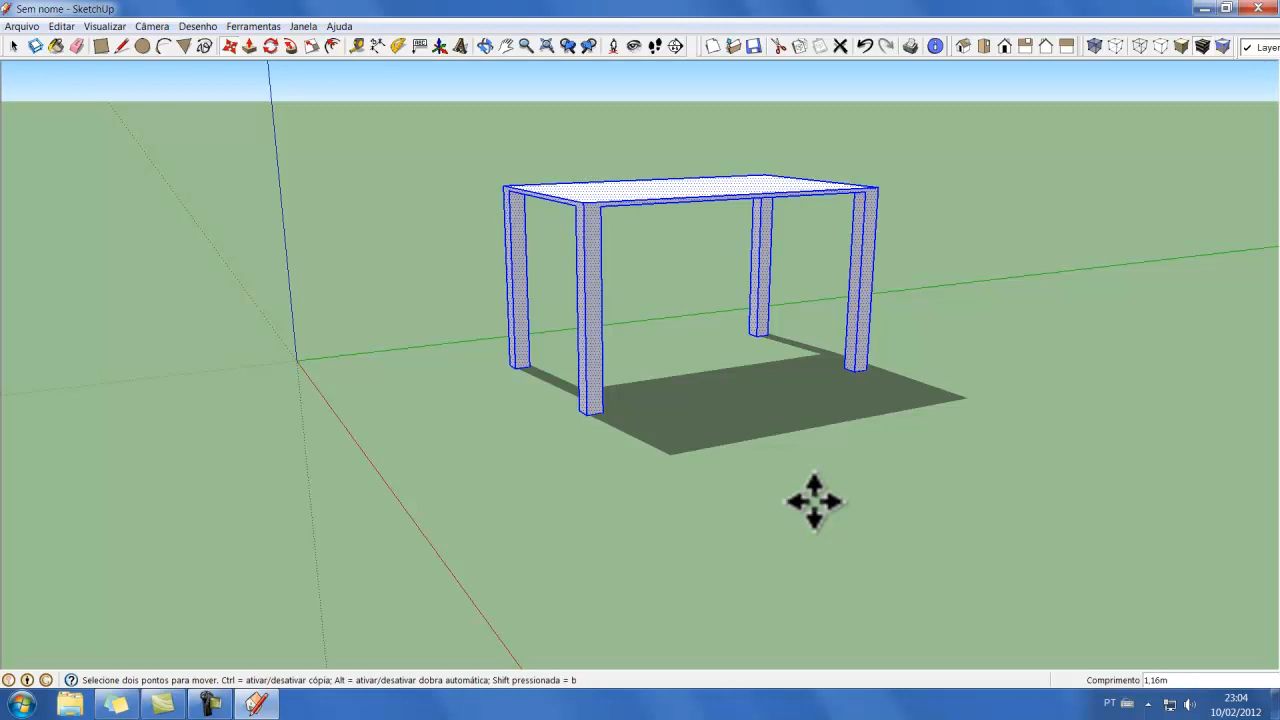 Sem nome - SketchUp
Arquivo Editar Visualizar Câmera Desenho Ferramentas Janela Ajuda
Layer
Selecione dois pontos para mover. Ctrl = ativar/desativar cópia; Alt = ativar/desativar dobra automática; Shift pressionada = b
Comprimento 1,16m
PT
23:04
10/02/2012